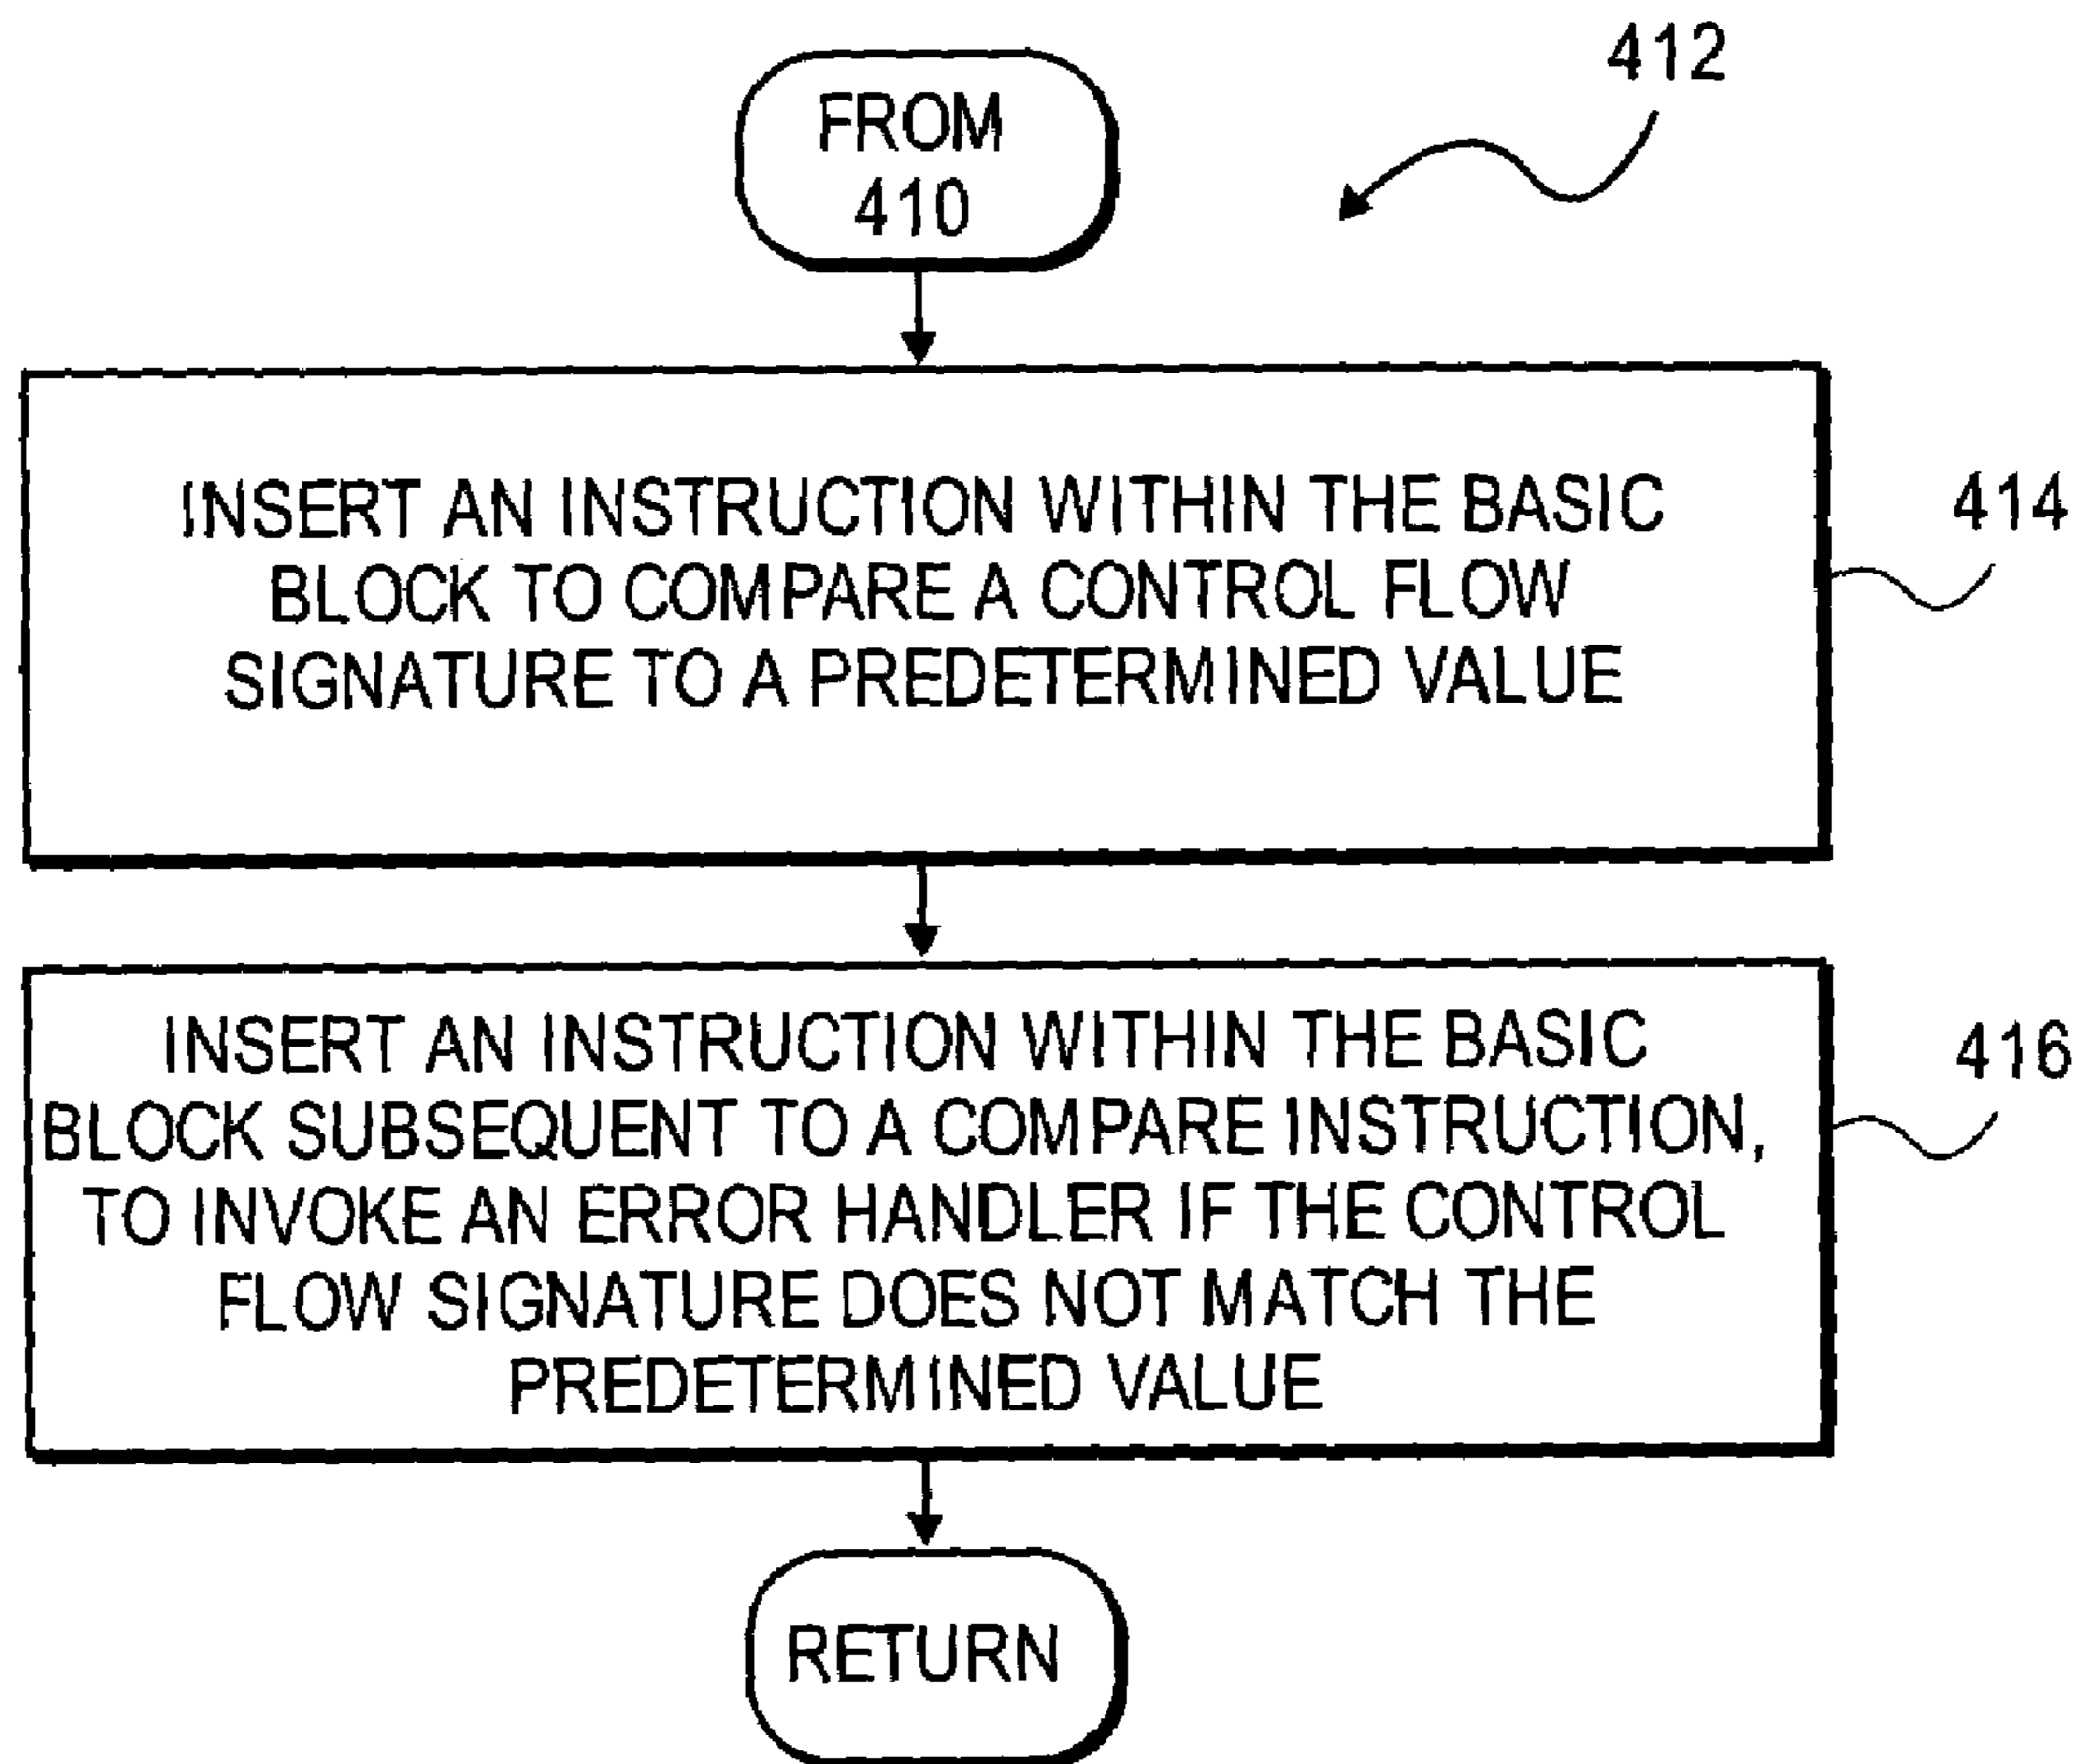 412
FROM
410
INSERT AN INSTRUCTION WITHIN THE BASIC
BLOCK TO COMPARE A CONTROL FLOW
SIGNATURE TO A PREDETERMINED VALUE
414
INSERT AN INSTRUCTION WITHIN THE BASIC
BLOCK SUBSEQUENT TO A COMPARE INSTRUCTION,
TO INVOKE AN ERROR HANDLER IF THE CONTROL
FLOW SIGNATURE DOES NOT MATCH THE
PREDETERMINED VALUE
416
RETURN